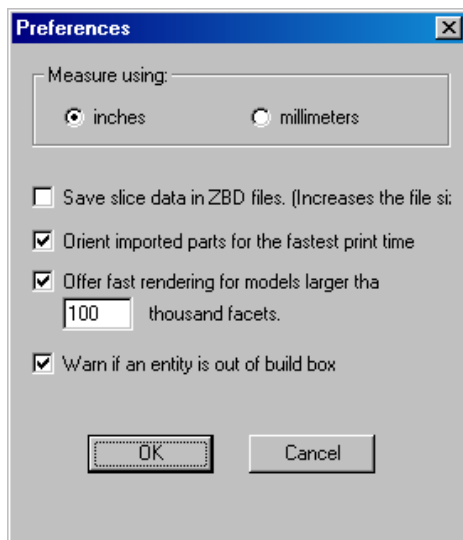 Preferences
Measure using:
inches millimeters
Save slice data in ZBD files. (Increases the file si
Orient imported parts for the fastest print time
Offer fast rendering for models larger tha
100 thousand facets.
Warn if an entity is out of build box
OK Cancel